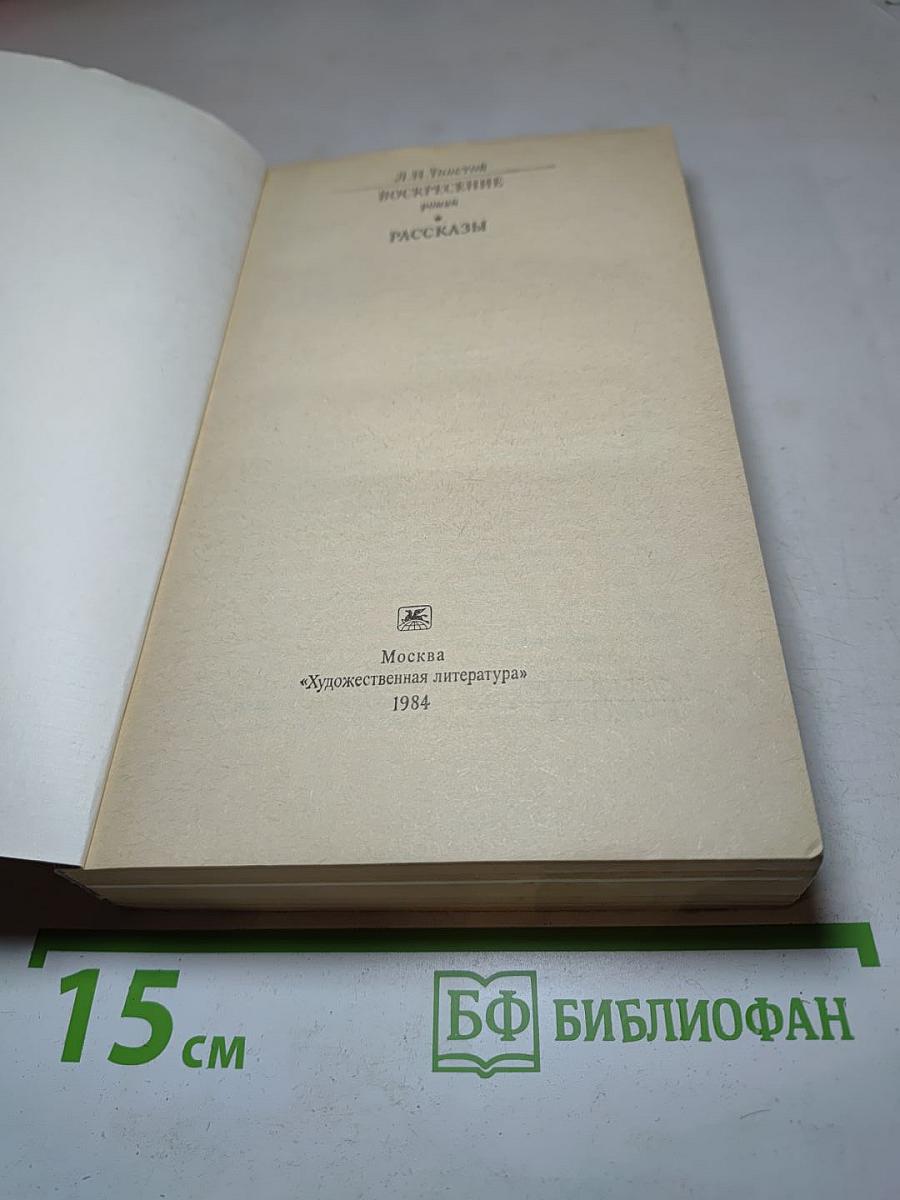 Л.Н. Толстой
ВОСКРЕСЕНИЕ
роман
РАССКАЗЫ
Москва
«Художественная литература»
1984
15 см
БФ БИБЛИОФАН